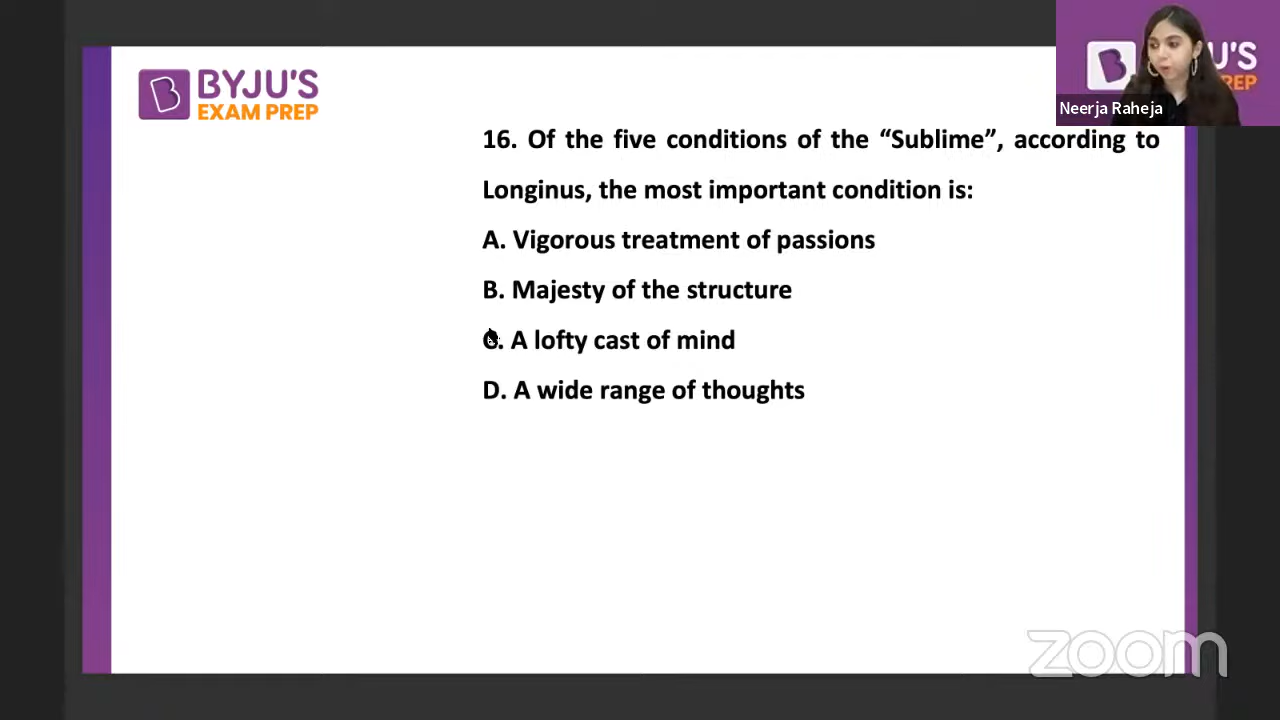 BYJU'S
EXAM PREP
Neerja Raheja
16. Of the five conditions of the “Sublime”, according to
Longinus, the most important condition is:
A. Vigorous treatment of passions
B. Majesty of the structure
C. A lofty cast of mind
D. A wide range of thoughts
zoom